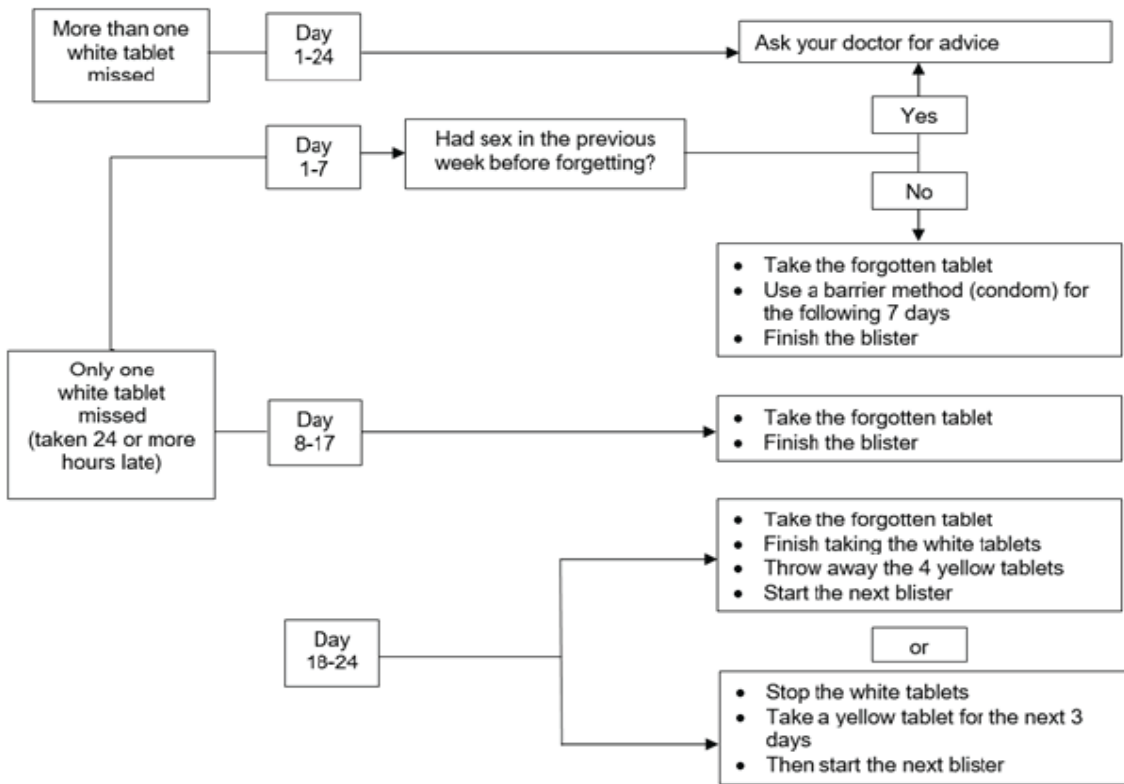 More than one
white tablet
missed
Day
1-24
Ask your doctor for advice
Yes
Day
1-7
Had sex in the previous
week before forgetting?
No
• Take the forgotten tablet
• Use a barrier method (condom) for
the following 7 days
• Finish the blister
Only one
white tablet
missed
(taken 24 or more
hours late)
Day
8-17
• Take the forgotten tablet
• Finish the blister
• Take the forgotten tablet
• Finish taking the white tablets
• Throw away the 4 yellow tablets
• Start the next blister
Day
18-24
or
• Stop the white tablets
• Take a yellow tablet for the next 3
days
• Then start the next blister